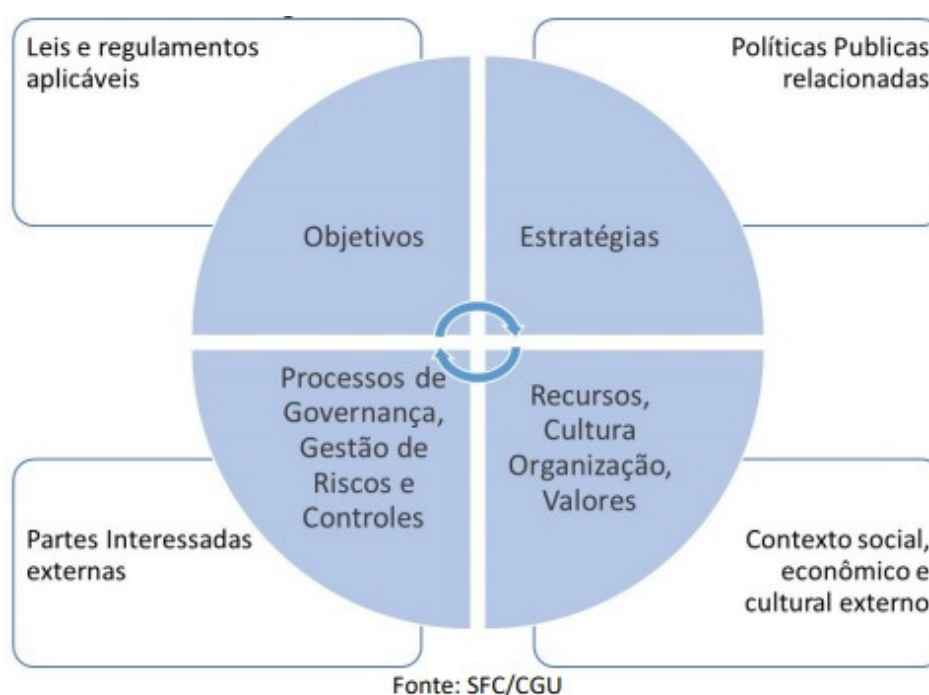 Leis e regulamentos
aplicáveis
Políticas Publicas
relacionadas
Objetivos
Estratégias
Processos de
Governança,
Gestão de
Riscos e
Controles
Recursos,
Cultura
Organização,
Valores
Partes Interessadas
externas
Contexto social,
econômico e
cultural externo
Fonte: SFC/CGU